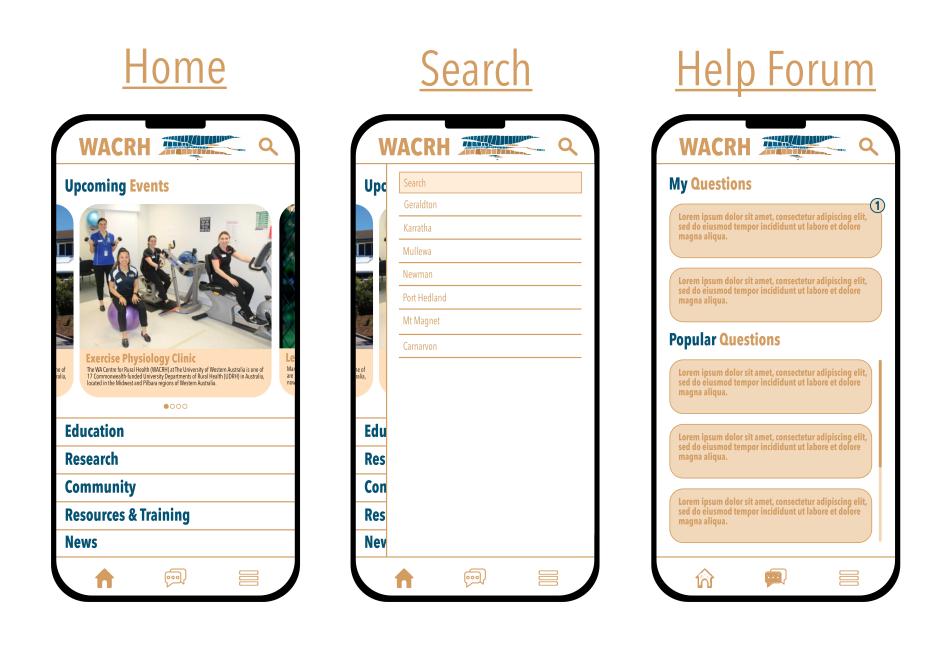 Home
Search
Help Forum
WACRH
Upcoming Events
Exercise Physiology Clinic
The WA Centre for Rural Health (WACRH) at The University of Western Australia is one of
17 Commonwealth-funded University Departments of Rural Health (UDRH) in Australia,
located in the Midwest and Pilbara regions of Western Australia.
Education
Research
Community
Resources & Training
News
WACRH
Upc
Search
Geraldton
Karratha
Mullewa
Newman
Port Hedland
Mt Magnet
Carnarvon
Edu
Res
Con
Res
New
WACRH
My Questions
1
Lorem ipsum dolor sit amet, consectetur adipiscing elit,
sed do eiusmod tempor incididunt ut labore et dolore
magna aliqua.
Lorem ipsum dolor sit amet, consectetur adipiscing elit,
sed do eiusmod tempor incididunt ut labore et dolore
magna aliqua.
Popular Questions
Lorem ipsum dolor sit amet, consectetur adipiscing elit,
sed do eiusmod tempor incididunt ut labore et dolore
magna aliqua.
Lorem ipsum dolor sit amet, consectetur adipiscing elit,
sed do eiusmod tempor incididunt ut labore et dolore
magna aliqua.
Lorem ipsum dolor sit amet, consectetur adipiscing elit,
sed do eiusmod tempor incididunt ut labore et dolore
magna aliqua.